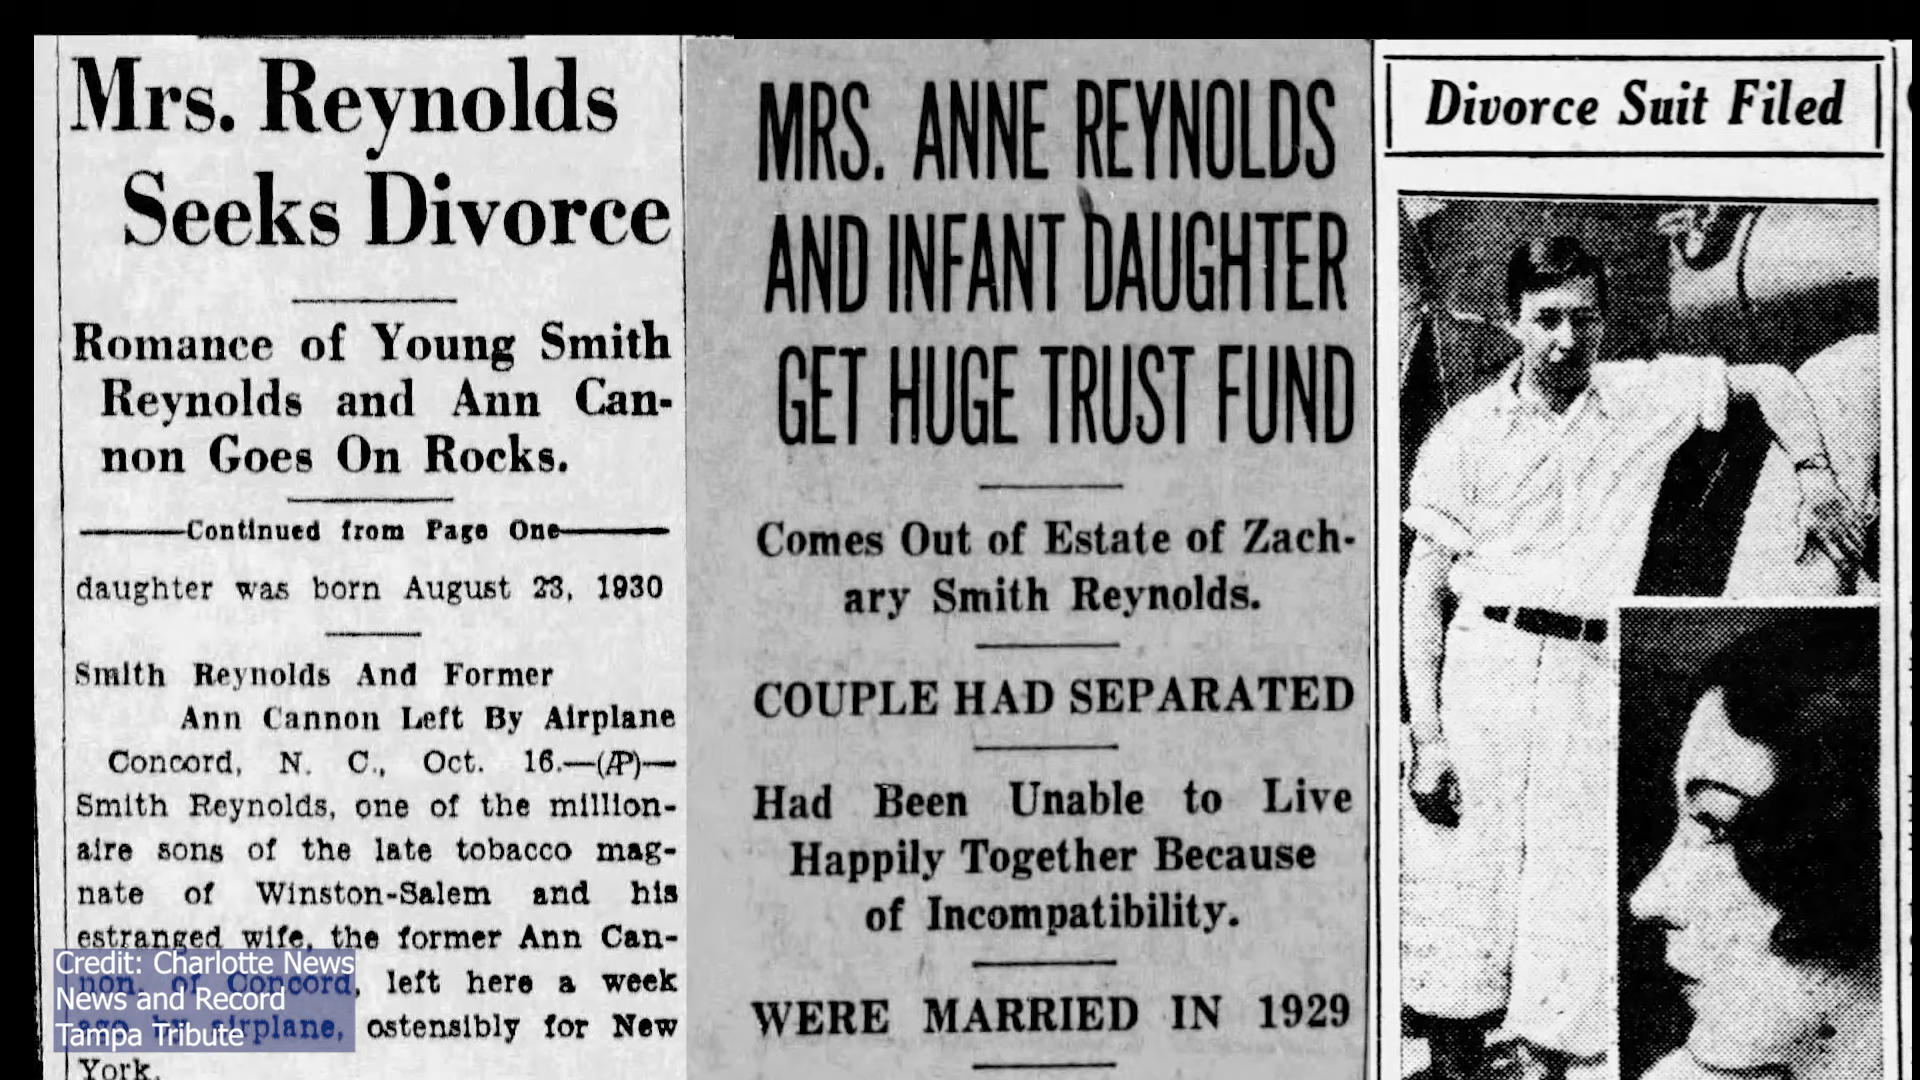 Mrs. Reynolds
Seeks Divorce
Romance of Young Smith
Reynolds and Ann Can-
non Goes On Rocks.
Continued from Page One
daughter was born August 23, 1930
Smith Reynolds And Former
Ann Cannon Left By Airplane
Concord, N. C., Oct. 16.—(AP)—
Smith Reynolds, one of the million-
aire sons of the late tobacco mag-
nate of Winston-Salem and his
estranged wife, the former Ann Can-
non, of Concord, left here a week
ago by airplane, ostensibly for New
York.
Credit: Charlotte News
News and Record
Tampa Tribute
MRS. ANNE REYNOLDS
AND INFANT DAUGHTER
GET HUGE TRUST FUND
Comes Out of Estate of Zach-
ary Smith Reynolds.
COUPLE HAD SEPARATED
Had Been Unable to Live
Happily Together Because
of Incompatibility.
WERE MARRIED IN 1929
Divorce Suit Filed